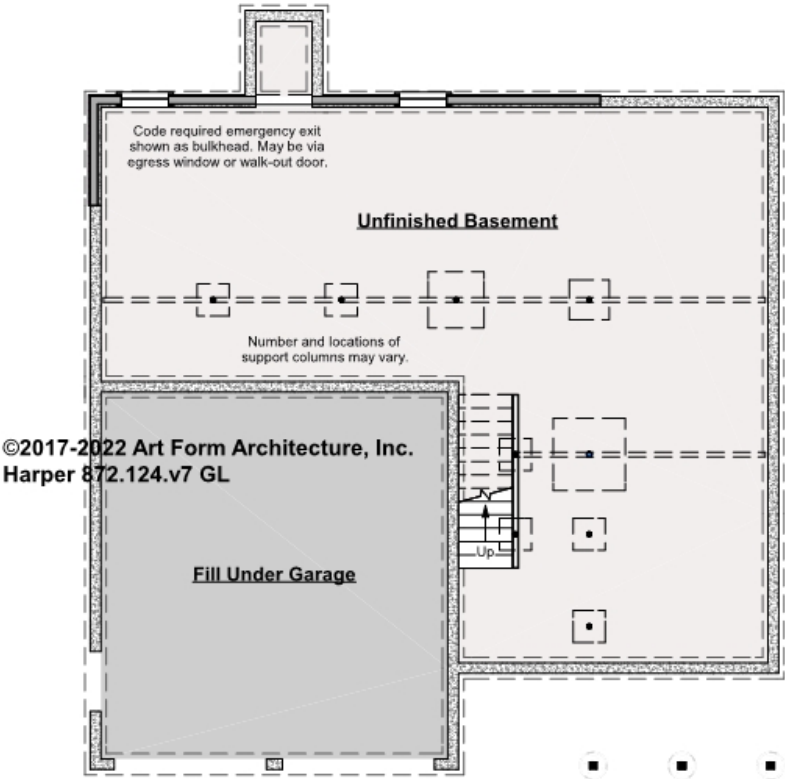 Code required emergency exit
shown as bulkhead. May be via
egress window or walk-out door.
Unfinished Basement
Number and locations of
support columns may vary.
©2017-2022 Art Form Architecture, Inc.
Harper 872.124.v7 GL
Up
Fill Under Garage